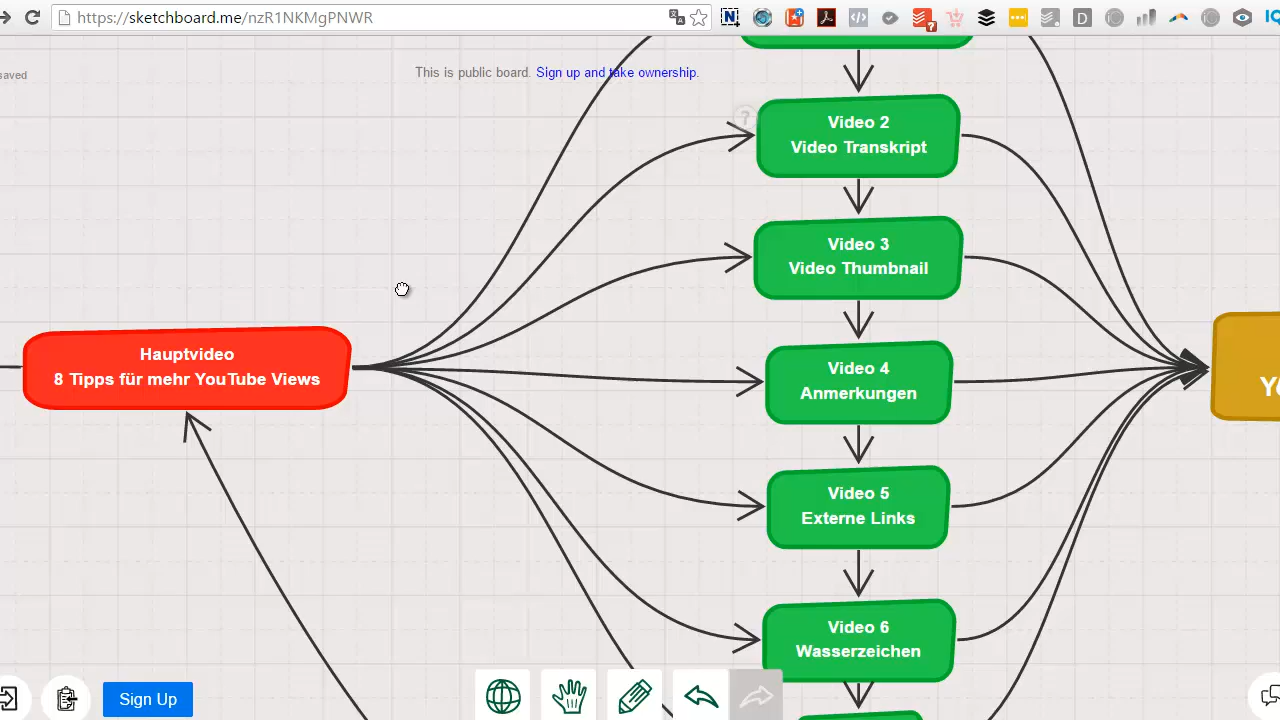 https://sketchboard.me/nzR1NKMgPNWR
saved
This is public board. Sign up and take ownership.
?
Video 2
Video Transkript
Video 3
Video Thumbnail
Hauptvideo
8 Tipps für mehr YouTube Views
Video 4
Anmerkungen
Video 5
Externe Links
Video 6
Wasserzeichen
Sign Up